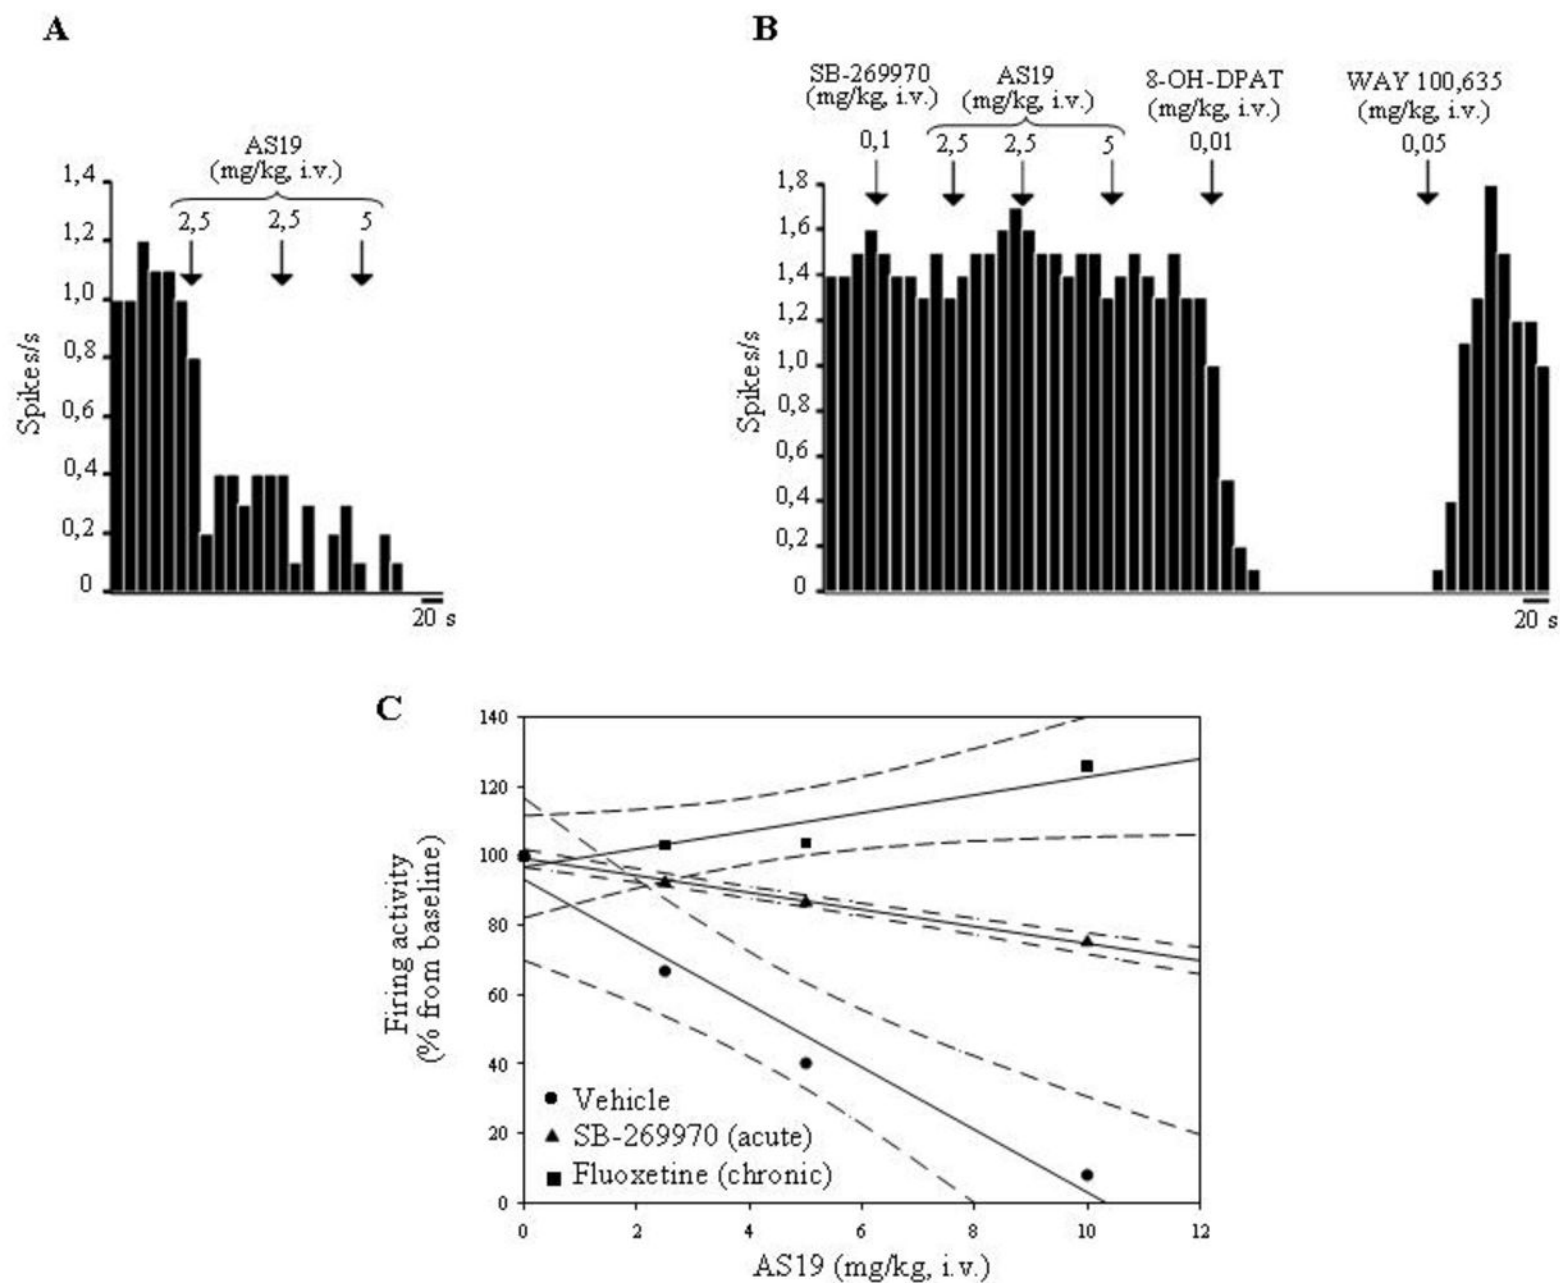 A
AS19
(mg/kg, i.v.)
2,5 2,5 5
1,4
1,2
1,0
0,8
0,6
0,4
0,2
0
Spikes/s
20 s
B
SB-269970
(mg/kg, i.v.)
0,1
AS19
(mg/kg, i.v.)
2,5 2,5 5
8-OH-DPAT
(mg/kg, i.v.)
0,01
WAY 100,635
(mg/kg, i.v.)
0,05
1,8
1,6
1,4
1,2
1,0
0,8
0,6
0,4
0,2
0
Spikes/s
20 s
C
140
120
100
80
60
40
20
0
Firing activity
(% from baseline)
Vehicle
SB-269970 (acute)
Fluoxetine (chronic)
0 2 4 6 8 10 12
AS19 (mg/kg, i.v.)